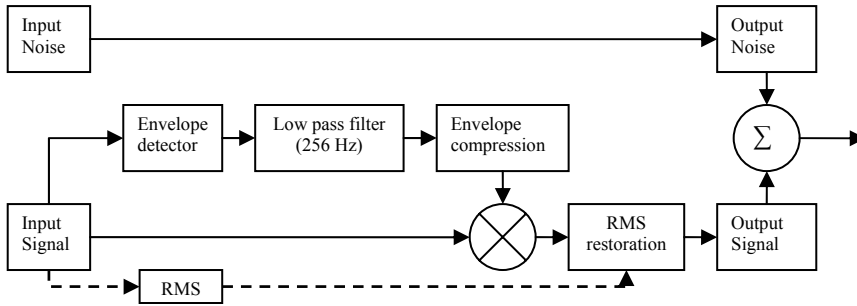 Input
Noise
Output
Noise
Envelope
detector
Low pass filter
(256 Hz)
Envelope
compression
∑
Input
Signal
RMS
restoration
Output
Signal
RMS